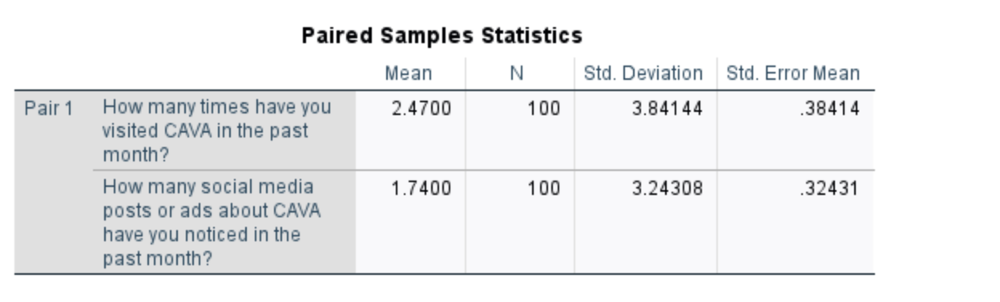 Paired Samples Statistics
Mean N Std. Deviation Std. Error Mean
Pair 1 How many times have you 2.4700 100 3.84144 .38414
visited CAVA in the past
month?
How many social media 1.7400 100 3.24308 .32431
posts or ads about CAVA
have you noticed in the
past month?